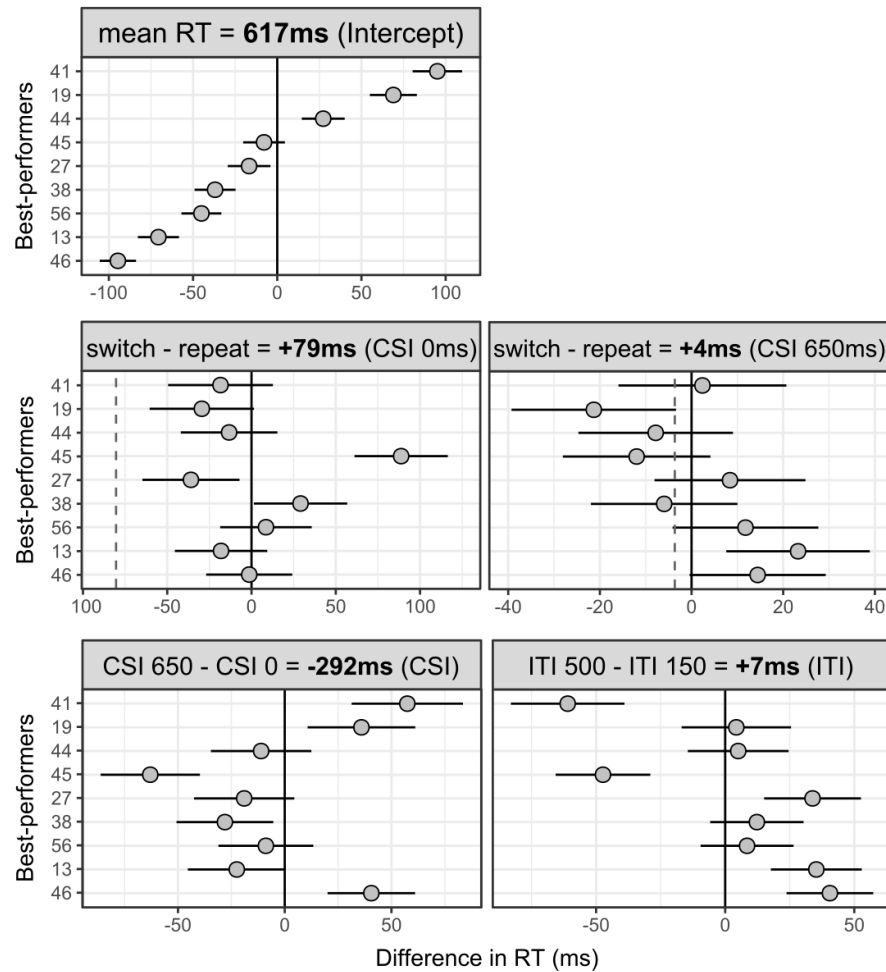 mean RT = 617ms (Intercept)
Best-performers
41
19
44
45
27
38
56
13
46
-100 -50 0 50 100
switch - repeat = +79ms (CSI 0ms)
switch - repeat = +4ms (CSI 650ms)
Best-performers
41
19
44
45
27
38
56
13
46
100 -50 0 50 100
-40 -20 0 20 40
CSI 650 - CSI 0 = -292ms (CSI)
ITI 500 - ITI 150 = +7ms (ITI)
Best-performers
41
19
44
45
27
38
56
13
46
-50 0 50
-50 0 50
Difference in RT (ms)